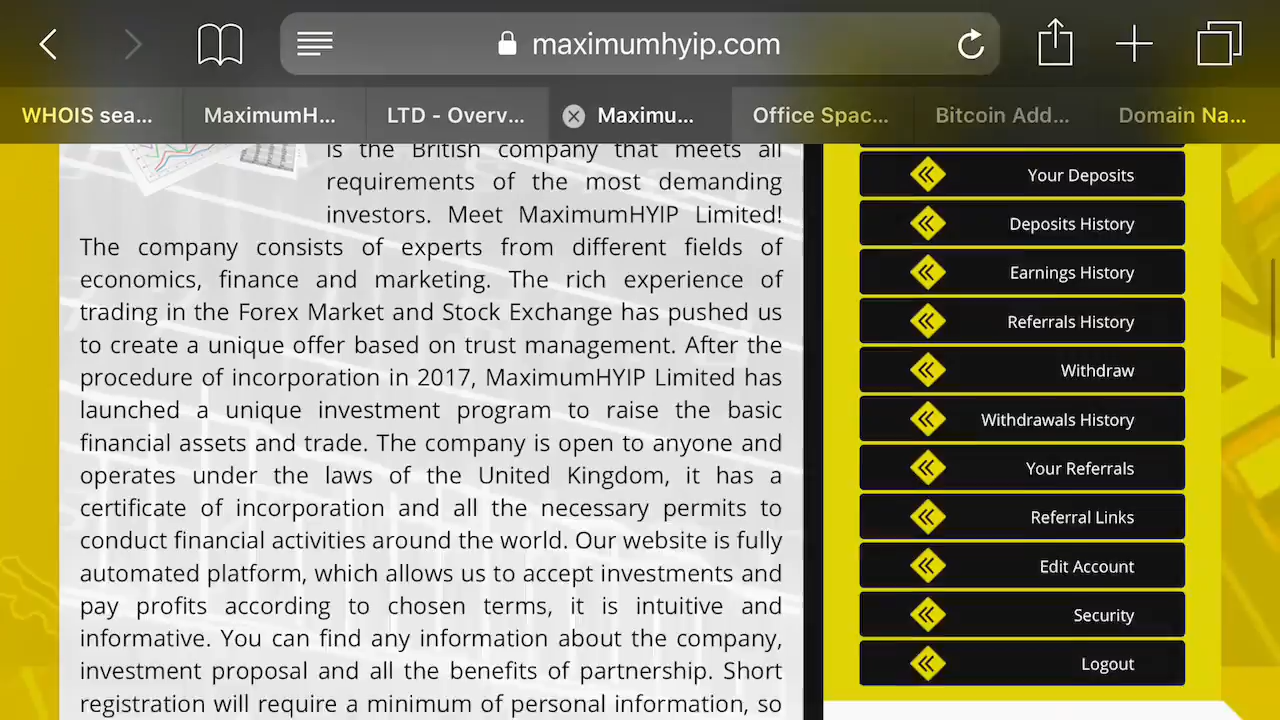 maximumhyip.com
WHOIS sea...
MaximumH...
LTD - Overv...
Maximu...
Office Spac...
Bitcoin Add...
Domain Na...
is the British company that meets all
requirements of the most demanding
investors. Meet MaximumHYIP Limited!
The company consists of experts from different fields of
economics, finance and marketing. The rich experience of
trading in the Forex Market and Stock Exchange has pushed us
to create a unique offer based on trust management. After the
procedure of incorporation in 2017, MaximumHYIP Limited has
launched a unique investment program to raise the basic
financial assets and trade. The company is open to anyone and
operates under the laws of the United Kingdom, it has a
certificate of incorporation and all the necessary permits to
conduct financial activities around the world. Our website is fully
automated platform, which allows us to accept investments and
pay profits according to chosen terms, it is intuitive and
informative. You can find any information about the company,
investment proposal and all the benefits of partnership. Short
registration will require a minimum of personal information, so
Your Deposits
Deposits History
Earnings History
Referrals History
Withdraw
Withdrawals History
Your Referrals
Referral Links
Edit Account
Security
Logout